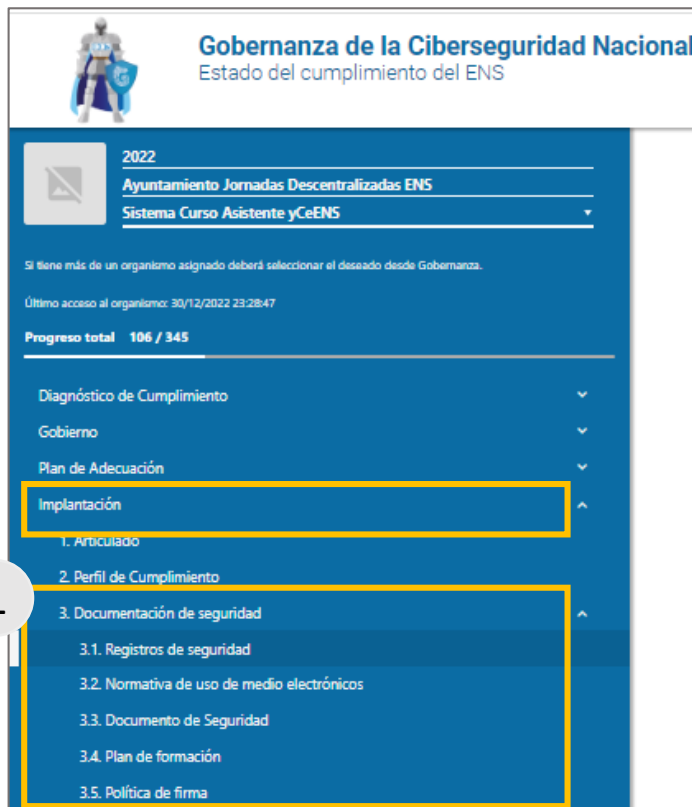 Gobernanza de la Ciberseguridad Nacional
Estado del cumplimiento del ENS
2022
Ayuntamiento Jornadas Descentralizadas ENS
Sistema Curso Asistente yCeENS
Si tiene más de un organismo asignado deberá seleccionar el deseado desde Gobernanza.
Último acceso al organismo: 30/12/2022 23:28:47
Progreso total 106 / 345
Diagnóstico de Cumplimiento
Gobierno
Plan de Adecuación
Implantación
1. Articulado
2. Perfil de Cumplimiento
3. Documentación de seguridad
3.1. Registros de seguridad
3.2. Normativa de uso de medio electrónicos
3.3. Documento de Seguridad
3.4. Plan de formación
3.5. Política de firma